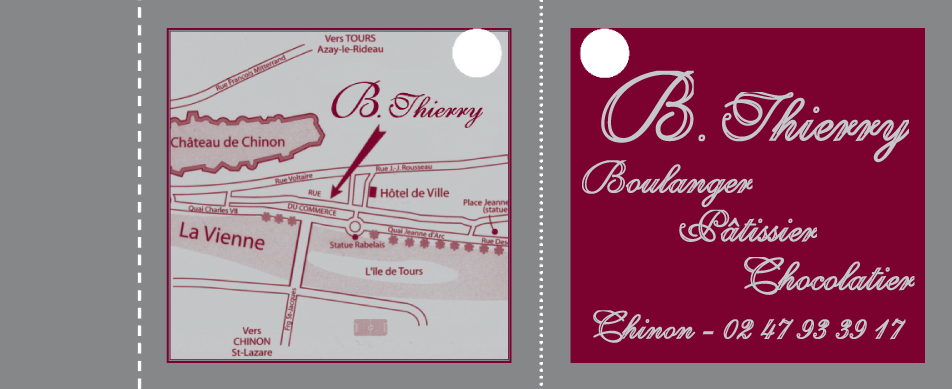 Vers TOURS
Azay-le-Rideau
Rue François Mitterrand
B. Thierry
Château de Chinon
Rue J.-J. Rousseau
Rue Voltaire
RUE
DU COMMERCE
Hôtel de Ville
Place Jeanne
(statue
Quai Charles VII
Quai Jeanne d'Arc
Rue Des
La Vienne
Statue Rabelais
L'île de Tours
Frg St-Jacques
Vers
CHINON
St-Lazare
B. Thierry
Boulanger
Pâtissier
Chocolatier
Chinon - 02 47 93 39 17